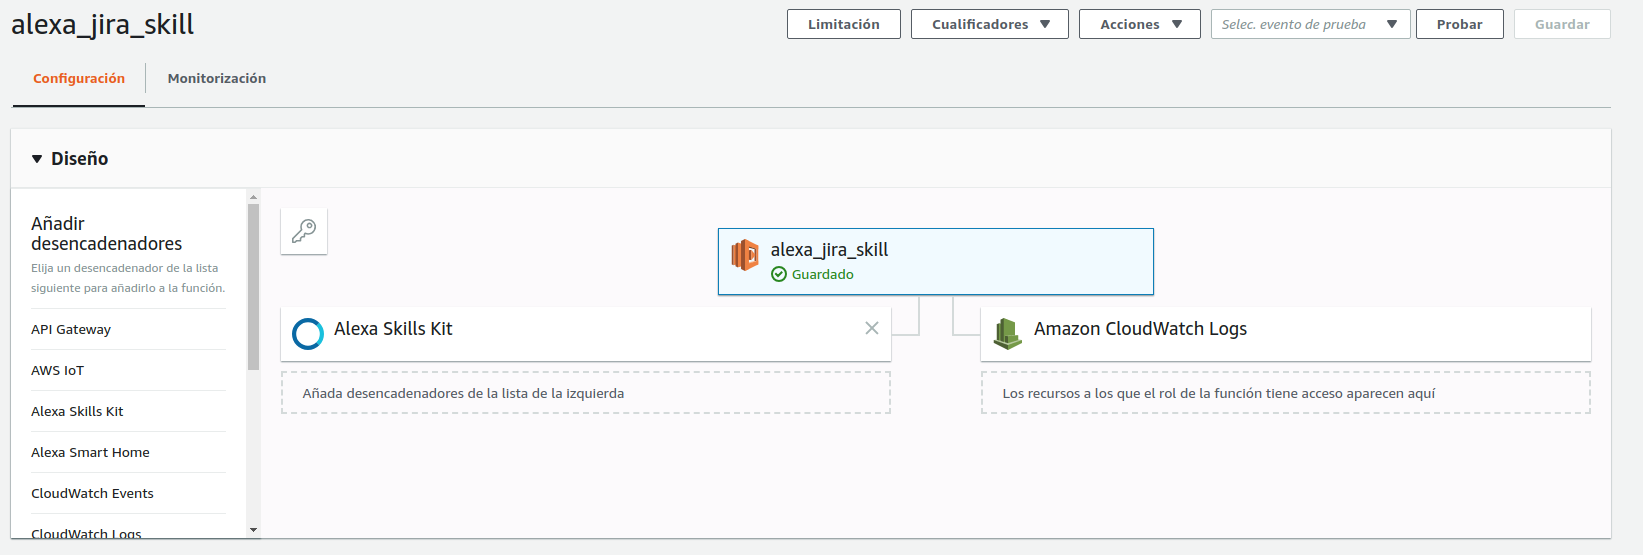 alexa_jira_skill
Limitación
Cualificadores
Acciones
Selec. evento de prueba
Probar
Guardar
Configuración
Monitorización
Diseño
Añadir
desencadenadores
Elija un desencadenador de la lista
siguiente para añadirlo a la función.
API Gateway
AWS IoT
Alexa Skills Kit
Alexa Smart Home
CloudWatch Events
CloudWatch Logs
alexa_jira_skill
Guardado
Alexa Skills Kit
Añada desencadenadores de la lista de la izquierda
Amazon CloudWatch Logs
Los recursos a los que el rol de la función tiene acceso aparecen aquí